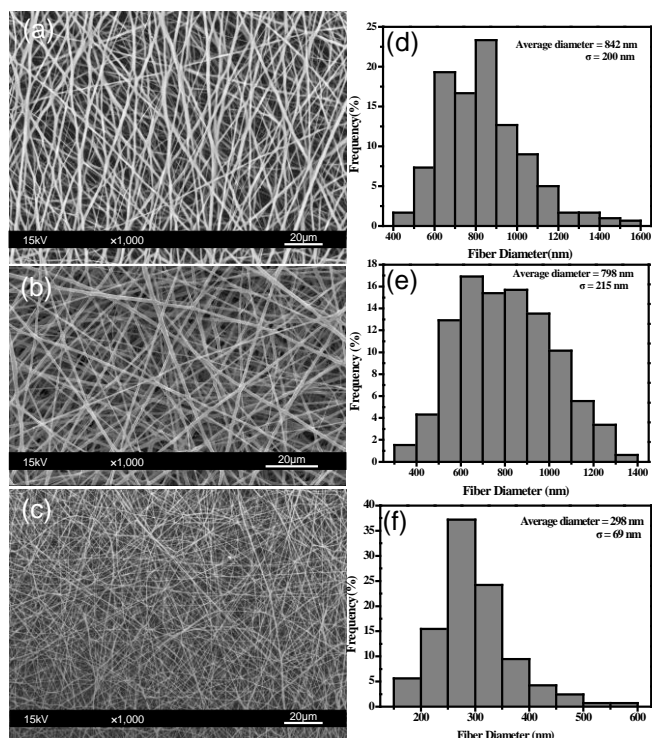 (a)
15kV ×1,000 20μm
(b)
15kV ×1,000 20μm
(c)
15kV ×1,000 20μm
(d)
Average diameter = 842 nm
σ = 200 nm
Frequency(%)
25
20
15
10
5
0
400 600 800 1000 1200 1400 1600
Fiber Diameter(nm)
(e)
Average diameter = 798 nm
σ = 215 nm
Frequency (%)
18
16
14
12
10
8
6
4
2
0
400 600 800 1000 1200 1400
Fiber Diameter (nm)
(f)
Average diameter = 298 nm
σ = 69 nm
Frequency(%)
40
35
30
25
20
15
10
5
0
200 300 400 500 600
Fiber Diameter (nm)